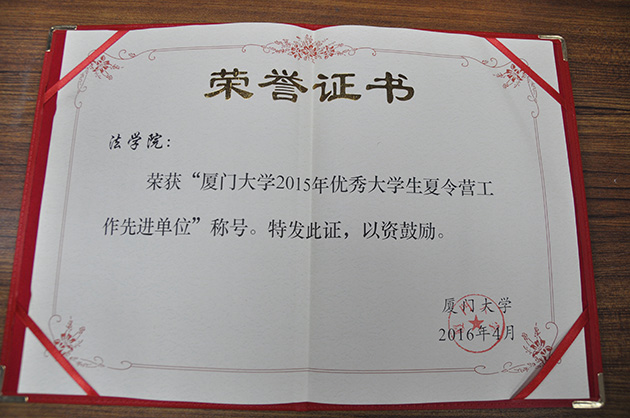 荣誉证书
法学院：
荣获“厦门大学2015年优秀大学生夏令营工
作先进单位”称号。特发此证，以资鼓励。
厦门大学
2016年4月